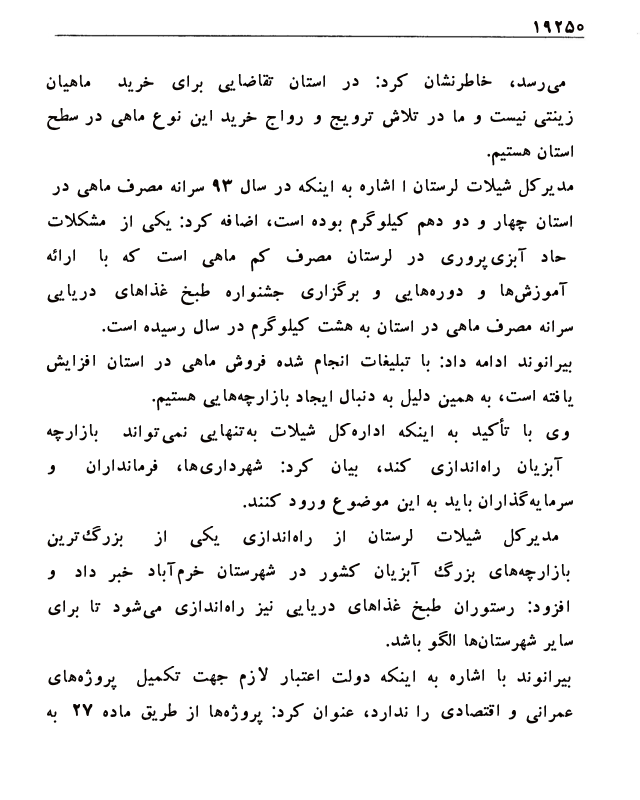 ۱۹۲۵۰
می‌رسد، خاطرنشان کرد: در استان تقاضایی برای خرید ماهیان
زینتی نیست و ما در تلاش ترویج و رواج خرید این نوع ماهی در سطح
استان هستیم.
مدیرکل شیلات لرستان ا اشاره به اینکه در سال ۹۳ سرانه مصرف ماهی در
استان چهار و دو دهم کیلوگرم بوده است، اضافه کرد: یکی از مشکلات
حاد آبزی‌پروری در لرستان مصرف کم ماهی است که با ارائه
آموزش‌ها و دوره‌هایی و برگزاری جشنواره طبخ غذاهای دریایی
سرانه مصرف ماهی در استان به هشت کیلوگرم در سال رسیده است.
بیرانوند ادامه داد: با تبلیغات انجام شده فروش ماهی در استان افزایش
یافته است، به همین دلیل به دنبال ایجاد بازارچه‌هایی هستیم.
وی با تأکید به اینکه اداره‌کل شیلات به‌تنهایی نمی‌تواند بازارچه
آبزیان راه‌اندازی کند، بیان کرد: شهرداری‌ها، فرمانداران و
سرمایه‌گذاران باید به این موضوع ورود کنند.
مدیرکل شیلات لرستان از راه‌اندازی یکی از بزرگ‌ترین
بازارچه‌های بزرگ آبزیان کشور در شهرستان خرم‌آباد خبر داد و
افزود: رستوران طبخ غذاهای دریایی نیز راه‌اندازی می‌شود تا برای
سایر شهرستان‌ها الگو باشد.
بیرانوند با اشاره به اینکه دولت اعتبار لازم جهت تکمیل پروژه‌های
عمرانی و اقتصادی را ندارد، عنوان کرد: پروژه‌ها از طریق ماده ۲۷ به